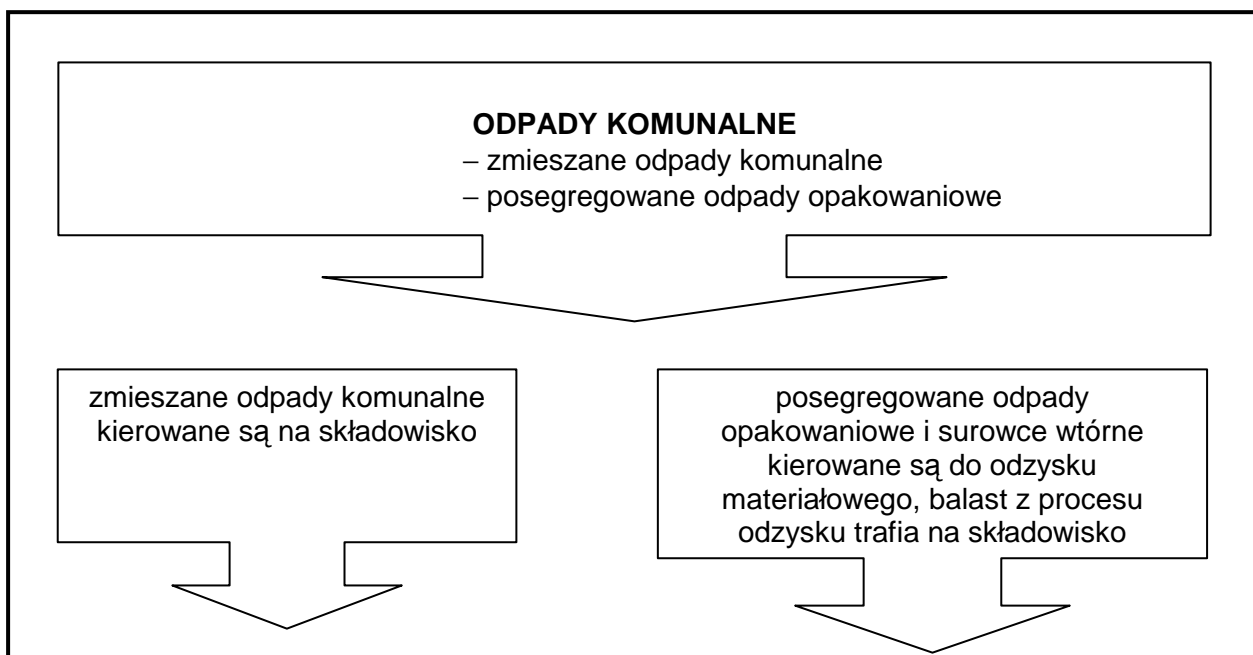 ODPADY KOMUNALNE
– zmieszane odpady komunalne
– posegregowane odpady opakowaniowe
zmieszane odpady komunalne
kierowane są na składowisko
posegregowane odpady
opakowaniowe i surowce wtórne
kierowane są do odzysku
materiałowego, balast z procesu
odzysku trafia na składowisko